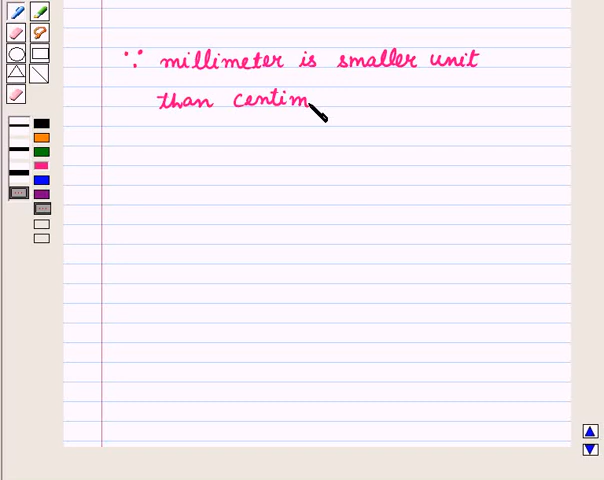 ∵ millimeter is smaller unit
than Centim